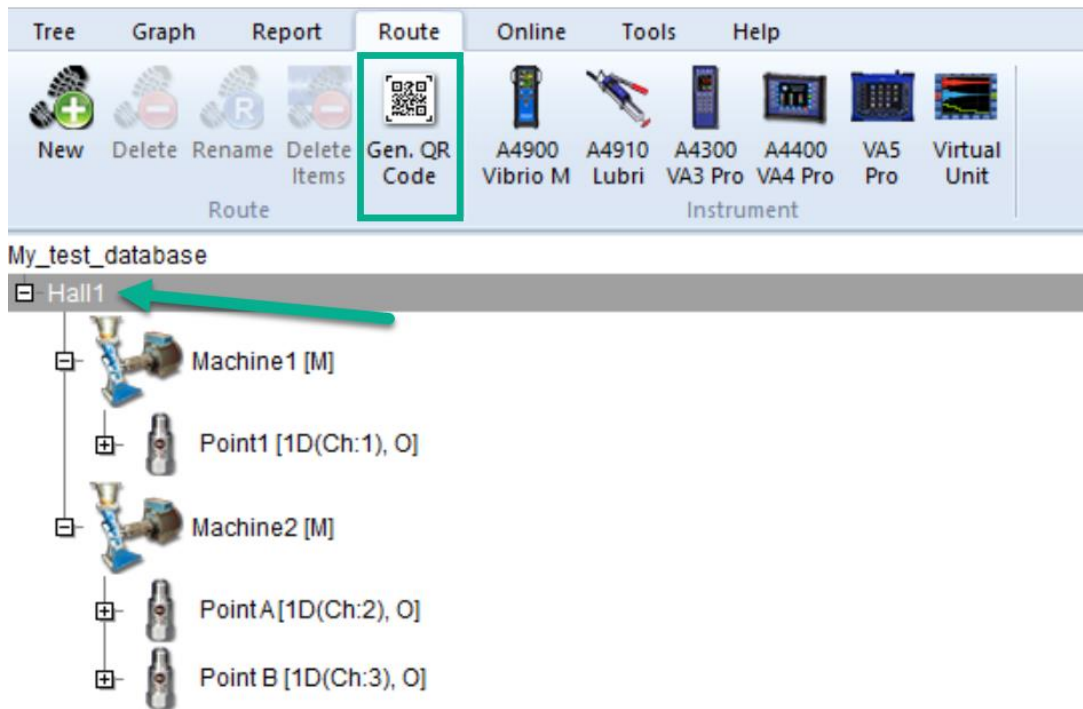 Tree Graph Report Route Online Tools Help
New Delete Rename Delete Items Gen. QR Code A4900 Vibrio M A4910 Lubri A4300 VA3 Pro A4400 VA4 Pro VA5 Pro Virtual Unit
Route Instrument
My_test_database
Hall1
Machine1 [M]
Point1 [1D(Ch:1), O]
Machine2 [M]
Point A [1D(Ch:2), O]
Point B [1D(Ch:3), O]